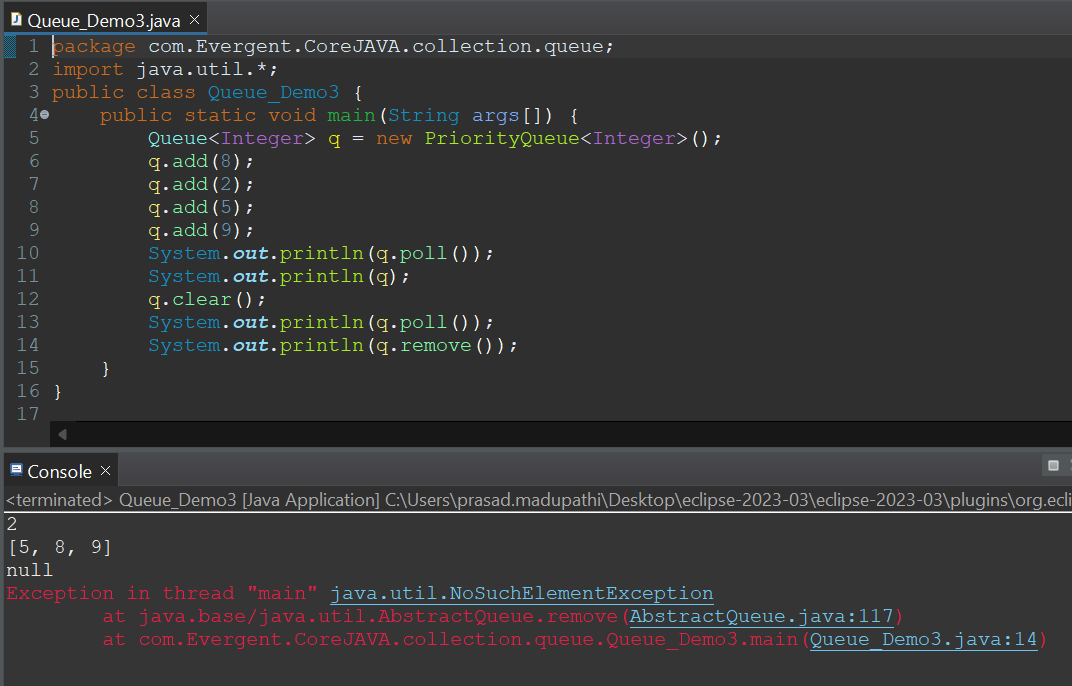 Queue_Demo3.java
1 package com.Evergent.CoreJAVA.collection.queue;
2 import java.util.*;
3 public class Queue_Demo3 {
4     public static void main(String args[]) {
5         Queue<Integer> q = new PriorityQueue<Integer>();
6         q.add(8);
7         q.add(2);
8         q.add(5);
9         q.add(9);
10         System.out.println(q.poll());
11         System.out.println(q);
12         q.clear();
13         System.out.println(q.poll());
14         System.out.println(q.remove());
15     }
16 }
17
Console
<terminated> Queue_Demo3 [Java Application] C:\Users\prasad.madupathi\Desktop\eclipse-2023-03\eclipse-2023-03\plugins\org.ecli
2
[5, 8, 9]
null
Exception in thread "main" java.util.NoSuchElementException
        at java.base/java.util.AbstractQueue.remove(AbstractQueue.java:117)
        at com.Evergent.CoreJAVA.collection.queue.Queue_Demo3.main(Queue_Demo3.java:14)